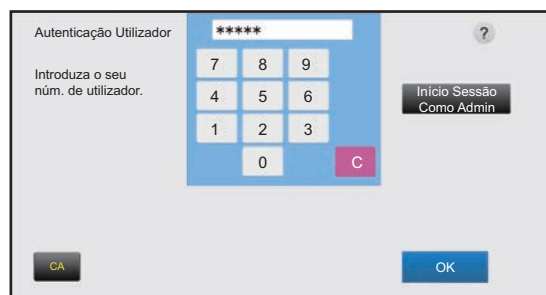 Autenticação Utilizador
*****
?
Introduza o seu
núm. de utilizador.
7 8 9
4 5 6
1 2 3
0 C
Início Sessão
Como Admin
CA
OK